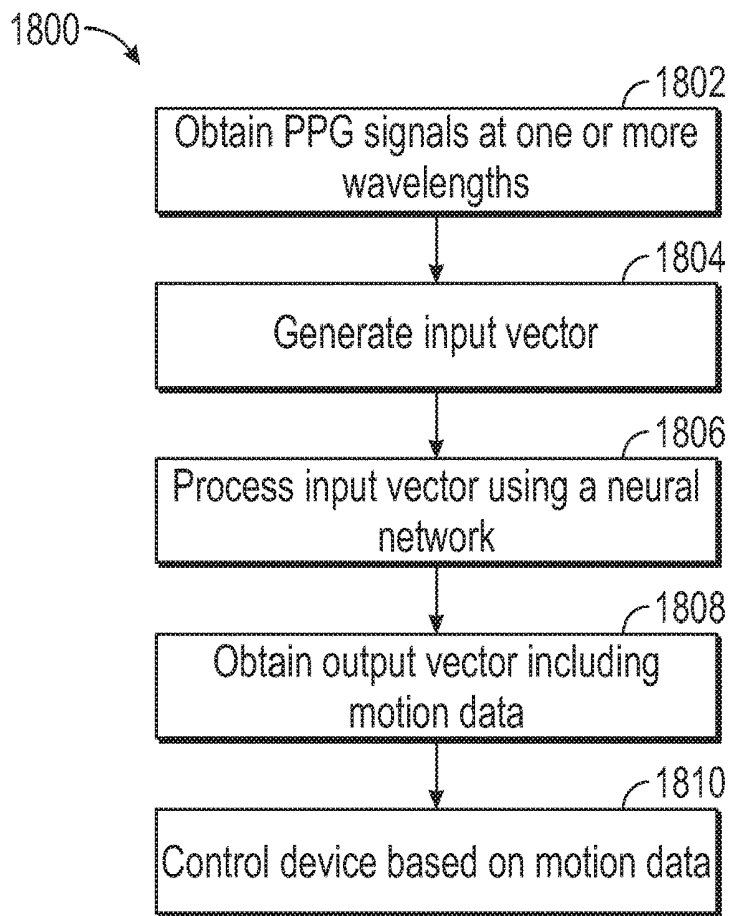 1800
1802
Obtain PPG signals at one or more
wavelengths
1804
Generate input vector
1806
Process input vector using a neural
network
1808
Obtain output vector including
motion data
1810
Control device based on motion data